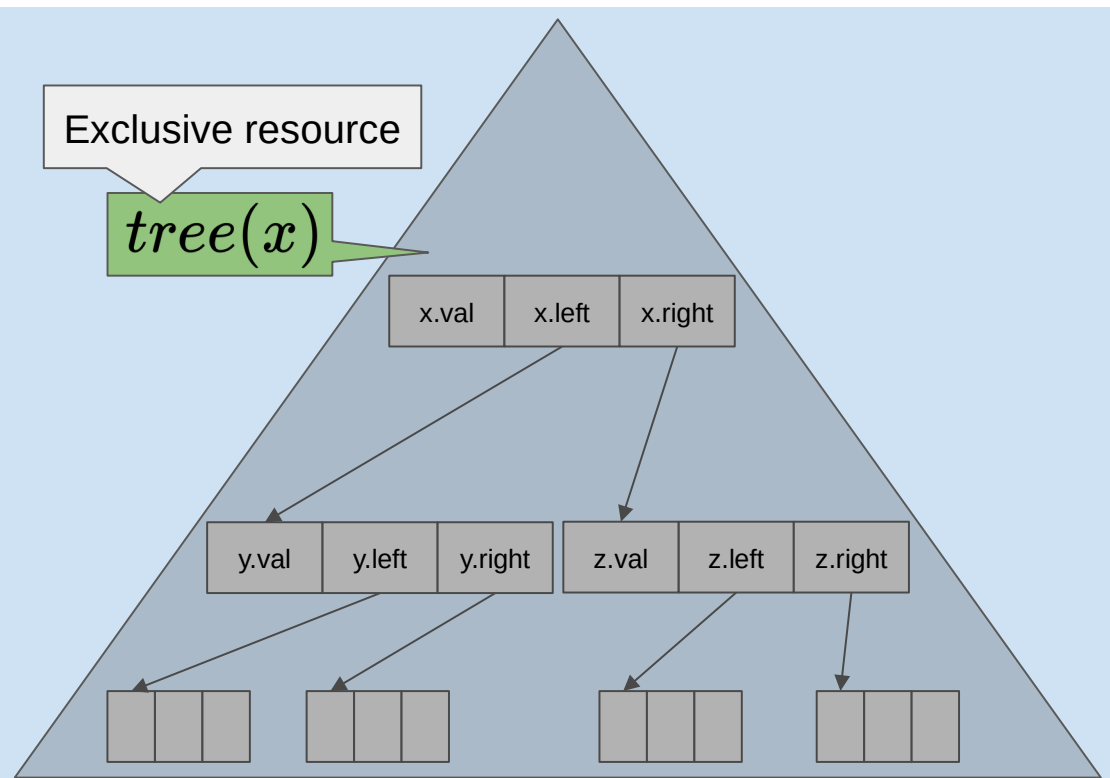 Exclusive resource
tree(x)
x.val x.left x.right
y.val y.left y.right z.val z.left z.right